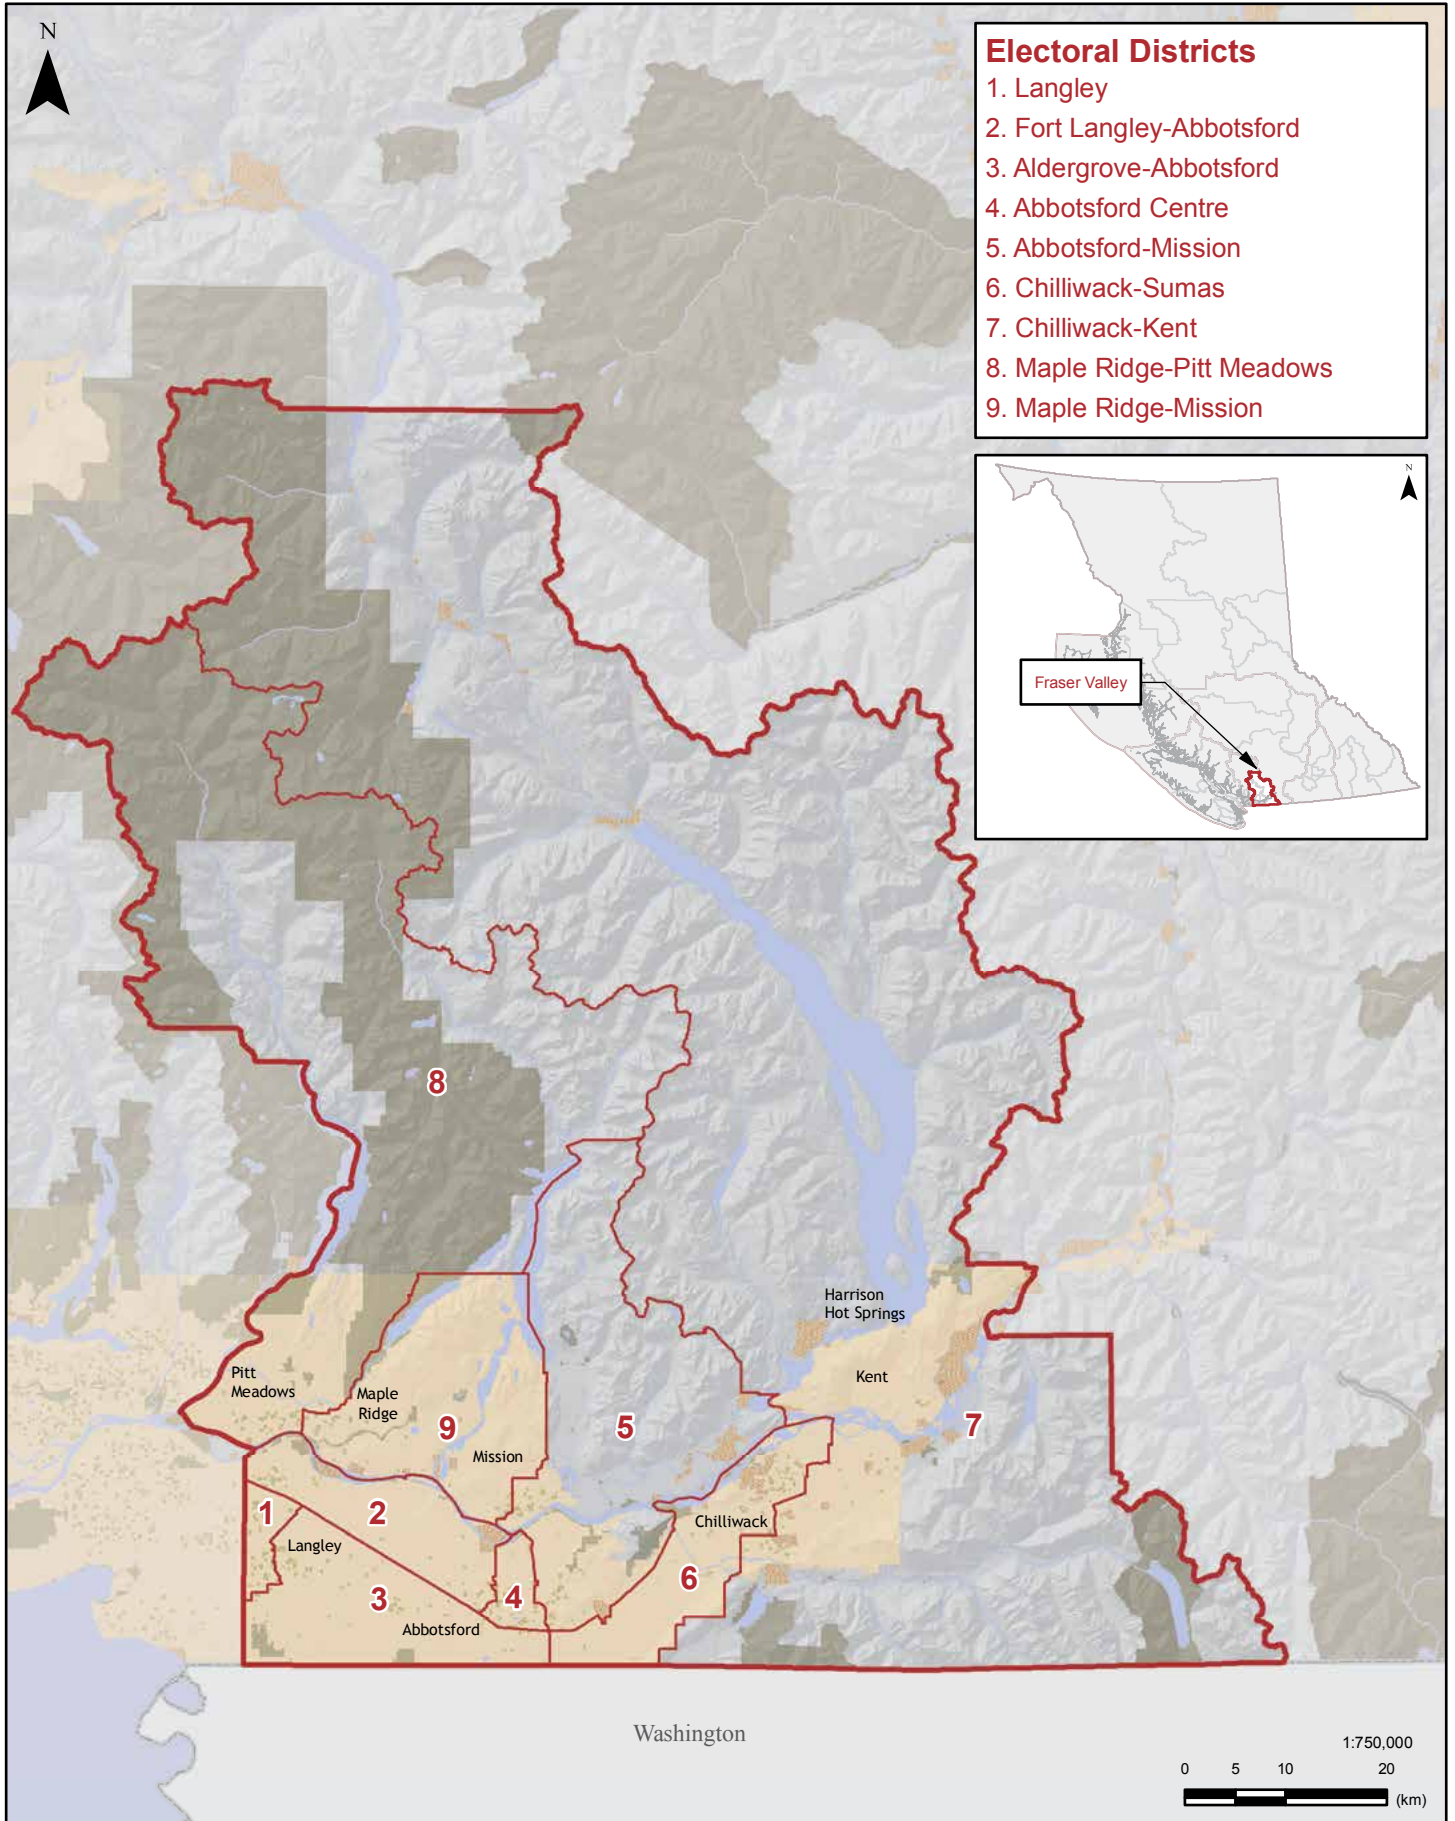 N
Electoral Districts
1. Langley
2. Fort Langley-Abbotsford
3. Aldergrove-Abbotsford
4. Abbotsford Centre
5. Abbotsford-Mission
6. Chilliwack-Sumas
7. Chilliwack-Kent
8. Maple Ridge-Pitt Meadows
9. Maple Ridge-Mission
N
Fraser Valley
8
Harrison
Hot Springs
Pitt
Meadows
Kent
Maple
Ridge
9
5
7
Mission
1
2
Chilliwack
Langley
6
3
4
Abbotsford
Washington
1:750,000
0 5 10 20
(km)